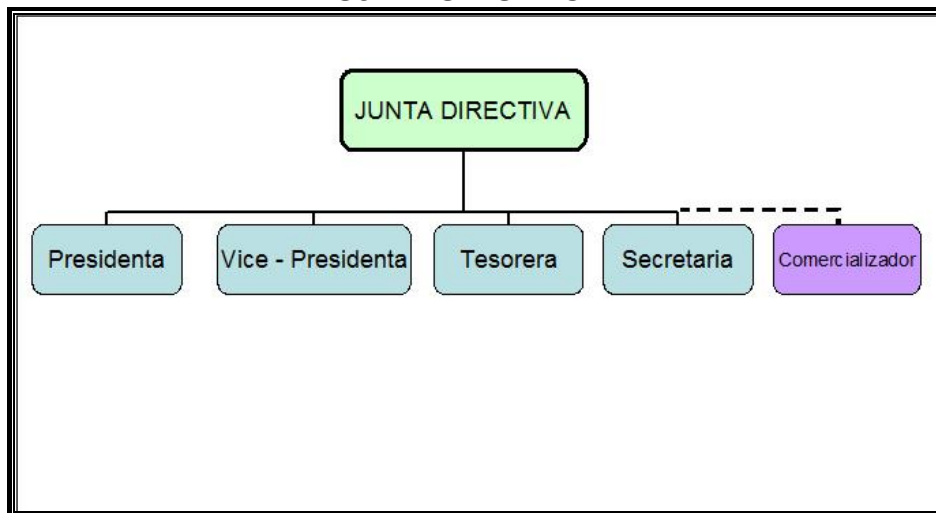 JUNTA DIRECTIVA
Presidenta
Vice - Presidenta
Tesorera
Secretaria
Comercializador